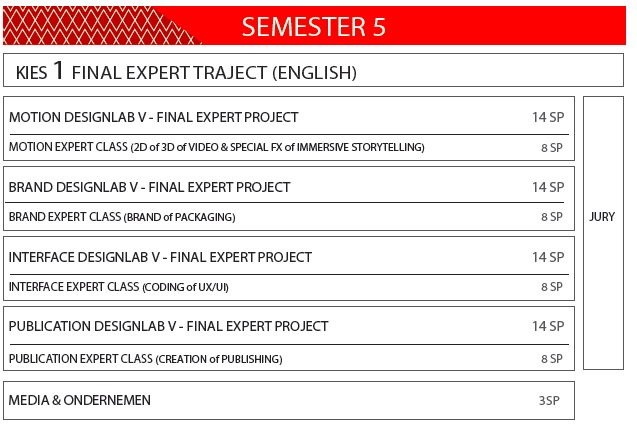 SEMESTER 5
KIES 1 FINAL EXPERT TRAJECT (ENGLISH)
MOTION DESIGNLAB V - FINAL EXPERT PROJECT 14 SP
MOTION EXPERT CLASS (2D of 3D of VIDEO & SPECIAL FX of IMMERSIVE STORYTELLING) 8 SP
BRAND DESIGNLAB V - FINAL EXPERT PROJECT 14 SP
BRAND EXPERT CLASS (BRAND of PACKAGING) 8 SP
JURY
INTERFACE DESIGNLAB V - FINAL EXPERT PROJECT 14 SP
INTERFACE EXPERT CLASS (CODING of UX/UI) 8 SP
PUBLICATION DESIGNLAB V - FINAL EXPERT PROJECT 14 SP
PUBLICATION EXPERT CLASS (CREATION of PUBLISHING) 8 SP
MEDIA & ONDERNEMEN 3SP